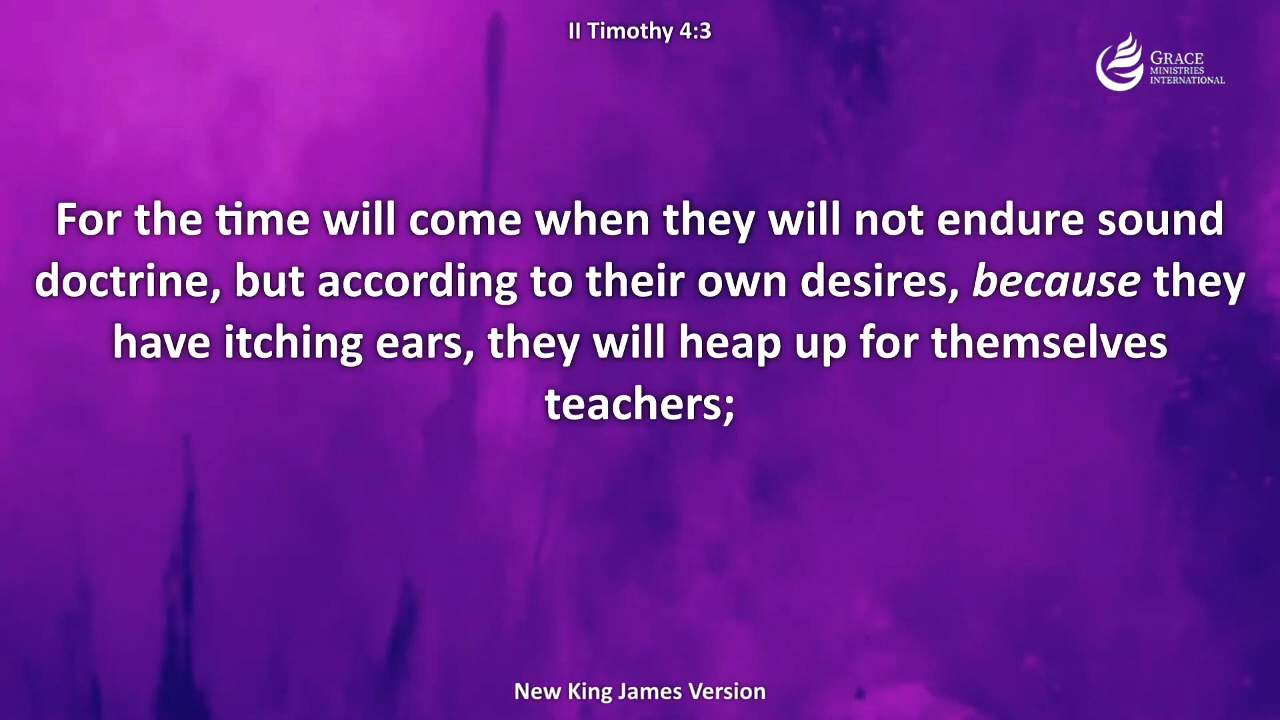 II Timothy 4:3
GRACE
MINISTRIES
INTERNATIONAL
For the time will come when they will not endure sound
doctrine, but according to their own desires, because they
have itching ears, they will heap up for themselves
teachers;
New King James Version